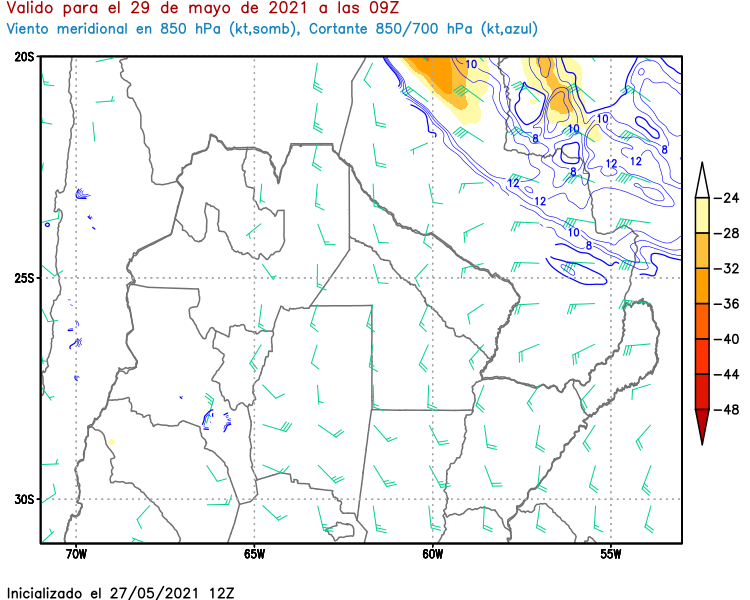 Valido para el 29 de mayo de 2021 a las 09Z
Viento meridional en 850 hPa (kt,somb), Cortante 850/700 hPa (kt,azul)
20S
25S
30S
70W 65W 60W 55W
10
10
10
8
8
8
12
12
12
12
10
8
-24
-28
-32
-36
-40
-44
-48
Inicializado el 27/05/2021 12Z